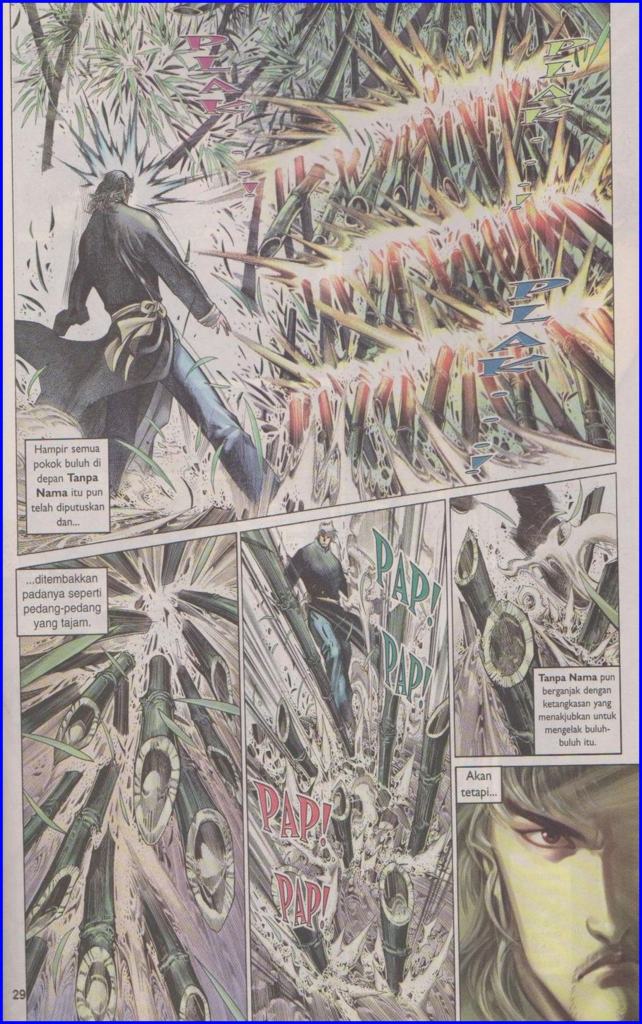 PLAK...!
PLAK...!
PLAK...!
Hampir semua
pokok buluh di
depan Tanpa
Nama itu pun
telah diputuskan
dan...
...ditembakkan
padanya seperti
pedang-pedang
yang tajam.
PAP!
PAP!
PAP!
PAP!
Tanpa Nama pun
berganjak dengan
ketangkasan yang
menakjubkan untuk
mengelak buluh-
buluh itu.
Akan
tetapi...
29